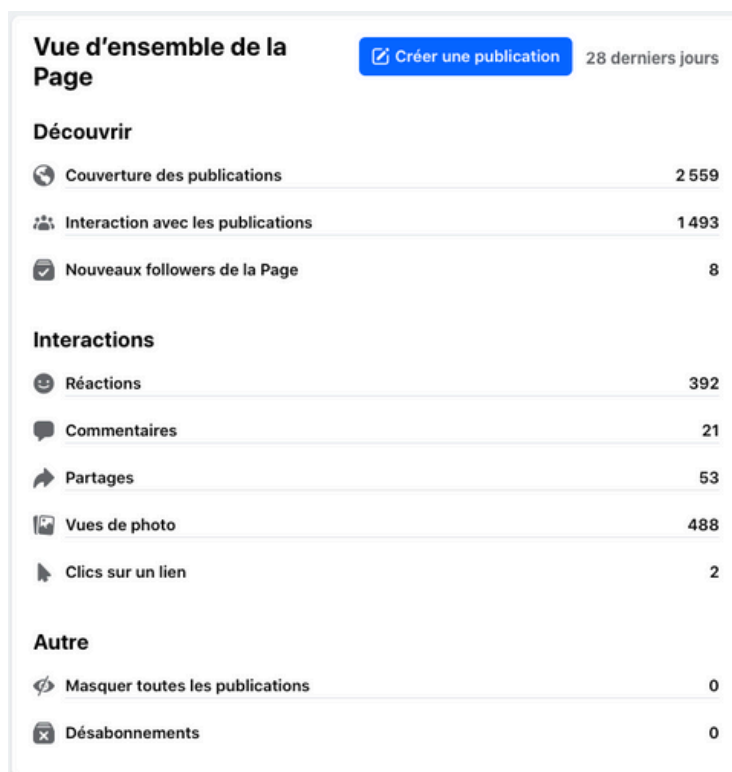 Vue d’ensemble de la
Page
Créer une publication
28 derniers jours
Découvrir
Couverture des publications 2 559
Interaction avec les publications 1 493
Nouveaux followers de la Page 8
Interactions
Réactions 392
Commentaires 21
Partages 53
Vues de photo 488
Clics sur un lien 2
Autre
Masquer toutes les publications 0
Désabonnements 0